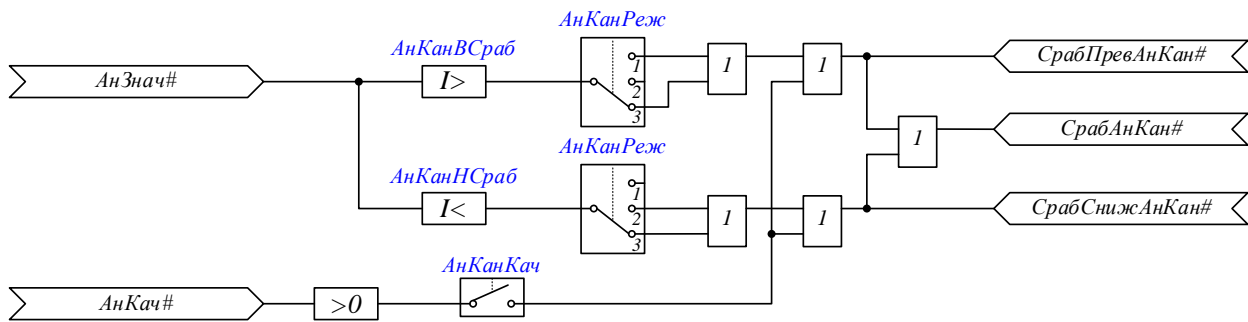 АнКанРеж
АнКанВСраб
АнЗнач#
I>
1
2
3
1
1
СрабПревАнКан#
СрабАнКан#
1
АнКанРеж
АнКанНСраб
I<
1
2
3
1
1
СрабСнижАнКан#
АнКанКач
АнКач#
>0